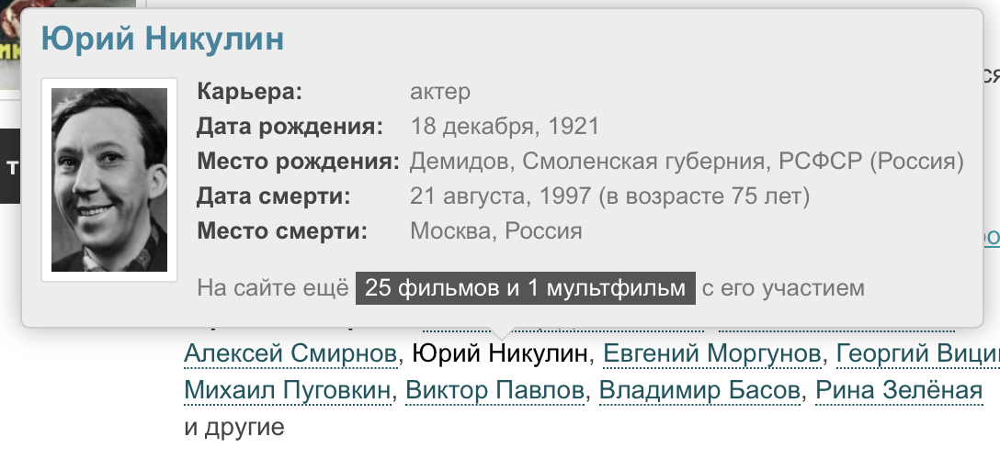 Юрий Никулин
Карьера: актер
Дата рождения: 18 декабря, 1921
Место рождения: Демидов, Смоленская губерния, РСФСР (Россия)
Дата смерти: 21 августа, 1997 (в возрасте 75 лет)
Место смерти: Москва, Россия
На сайте ещё 25 фильмов и 1 мультфильм с его участием
Алексей Смирнов, Юрий Никулин, Евгений Моргунов, Георгий
Михаил Пуговкин, Виктор Павлов, Владимир Басов, Рина Зелёная
и другие